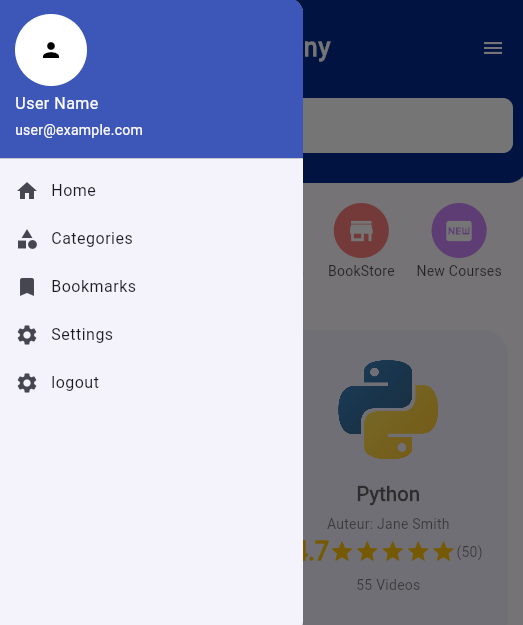 ny
User Name
user@example.com
Home
Categories
Bookmarks
Settings
logout
BookStore
NEW
New Courses
Python
Auteur: Jane Smith
4.7 (50)
55 Videos